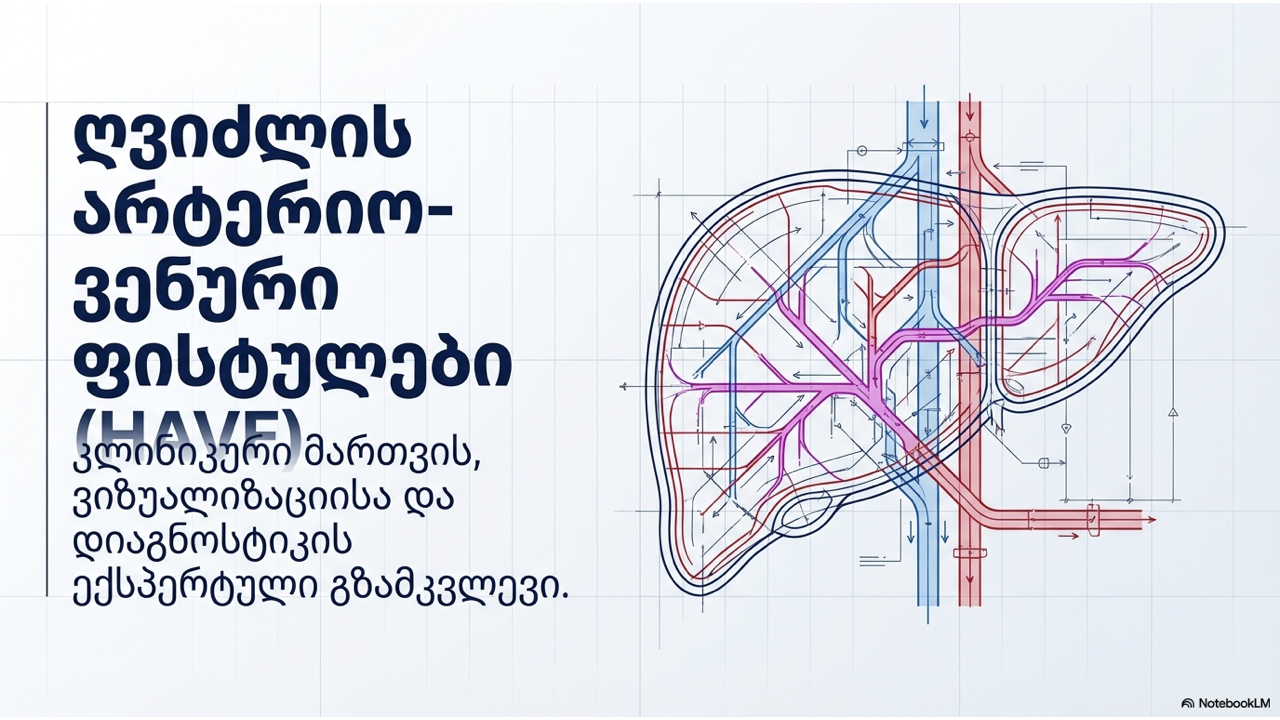 ღვიძლის
არტერიო-
ვენური
ფისტულები
(HAVF)
კლინიკური მართვის,
ვიზუალიზაციისა და
დიაგნოსტიკის
ექსპერტული გზამკვლევი.
NotebookLM